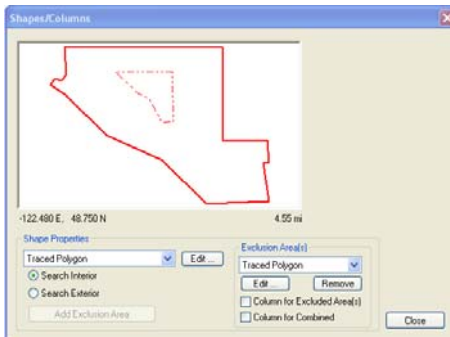 Shapes/Columns
-122.480 E, 48.750 N
4.55 mi
Shape Properties
Traced Polygon
Edit ...
Search Interior
Search Exterior
Add Exclusion Area
Exclusion Area(s)
Traced Polygon
Edit ...
Remove
Column for Excluded Area(s)
Column for Combined
Close